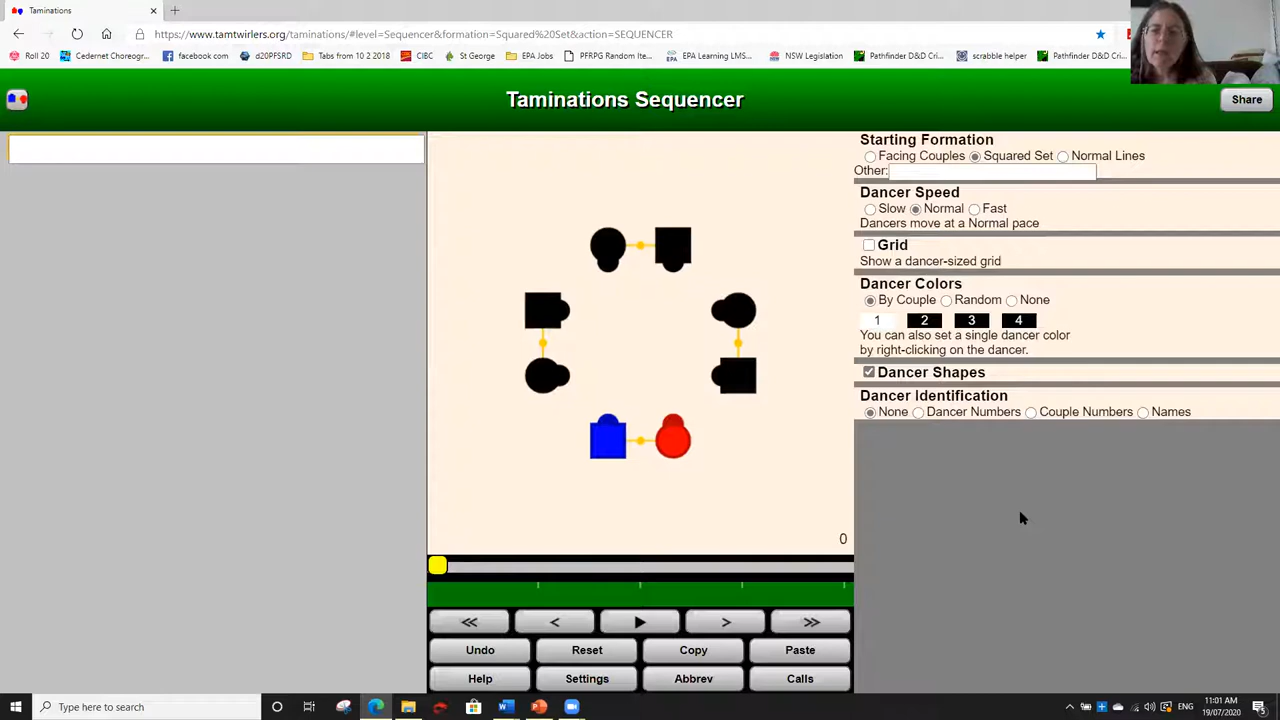 Taminations
https://www.tamtwirlers.org/taminations/#level=Sequencer&formation=Squared%20Set&action=SEQUENCER
Roll 20 Cedernet Choreogr... facebook.com d20PFSRD Tabs from 10 2 2018 CIBC St George EPA Jobs PFRPG Random Ite... EPA Learning LMS... NSW Legislation Pathfinder D&D Cri... scrabble helper Pathfinder D&D Cri...
Taminations Sequencer
Share
Starting Formation
Facing Couples Squared Set Normal Lines
Other:
Dancer Speed
Slow Normal Fast
Dancers move at a Normal pace
Grid
Show a dancer-sized grid
Dancer Colors
By Couple Random None
1 2 3 4
You can also set a single dancer color
by right-clicking on the dancer.
Dancer Shapes
Dancer Identification
None Dancer Numbers Couple Numbers Names
0
<< < > >>
Undo Reset Copy Paste
Help Settings Abbrev Calls
Type here to search
ENG
11:01 AM
19/07/2020